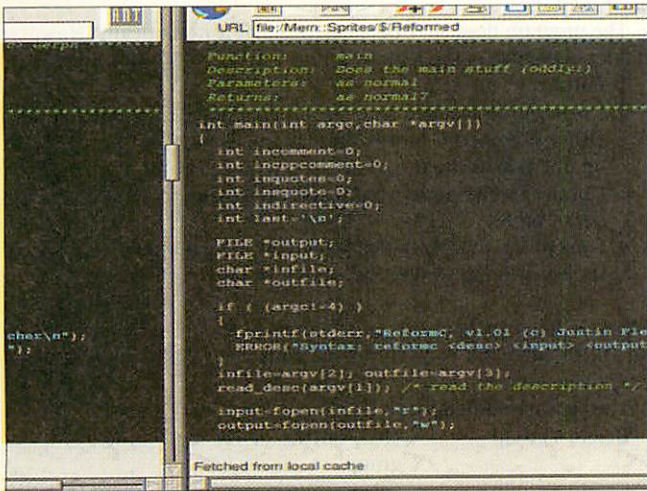 ANT
URL file:/Mem::Sprites/$/Reformed
Gerph
Function: main
Description: Does the main stuff (oddly!)
Parameters: as normal
Returns: as normal?
int main(int argc,char *argv[])
{
int incomment=0;
int incppcomment=0;
int inquotes=0;
int insquote=0;
int indirective=0;
int last='\n';
FILE *output;
FILE *input;
char *infile;
char *outfile;
if ( (argc!=4) )
{
fprintf(stderr,"ReformC, v1.01 (c) Justin Fle
ERROR("Syntax: reformc <desc> <input> <output
}
cher\n");
");
infile=argv[2]; outfile=argv[3];
read_desc(argv[1]); /* read the description */
input=fopen(infile,"r");
output=fopen(outfile,"w");
Fetched from local cache